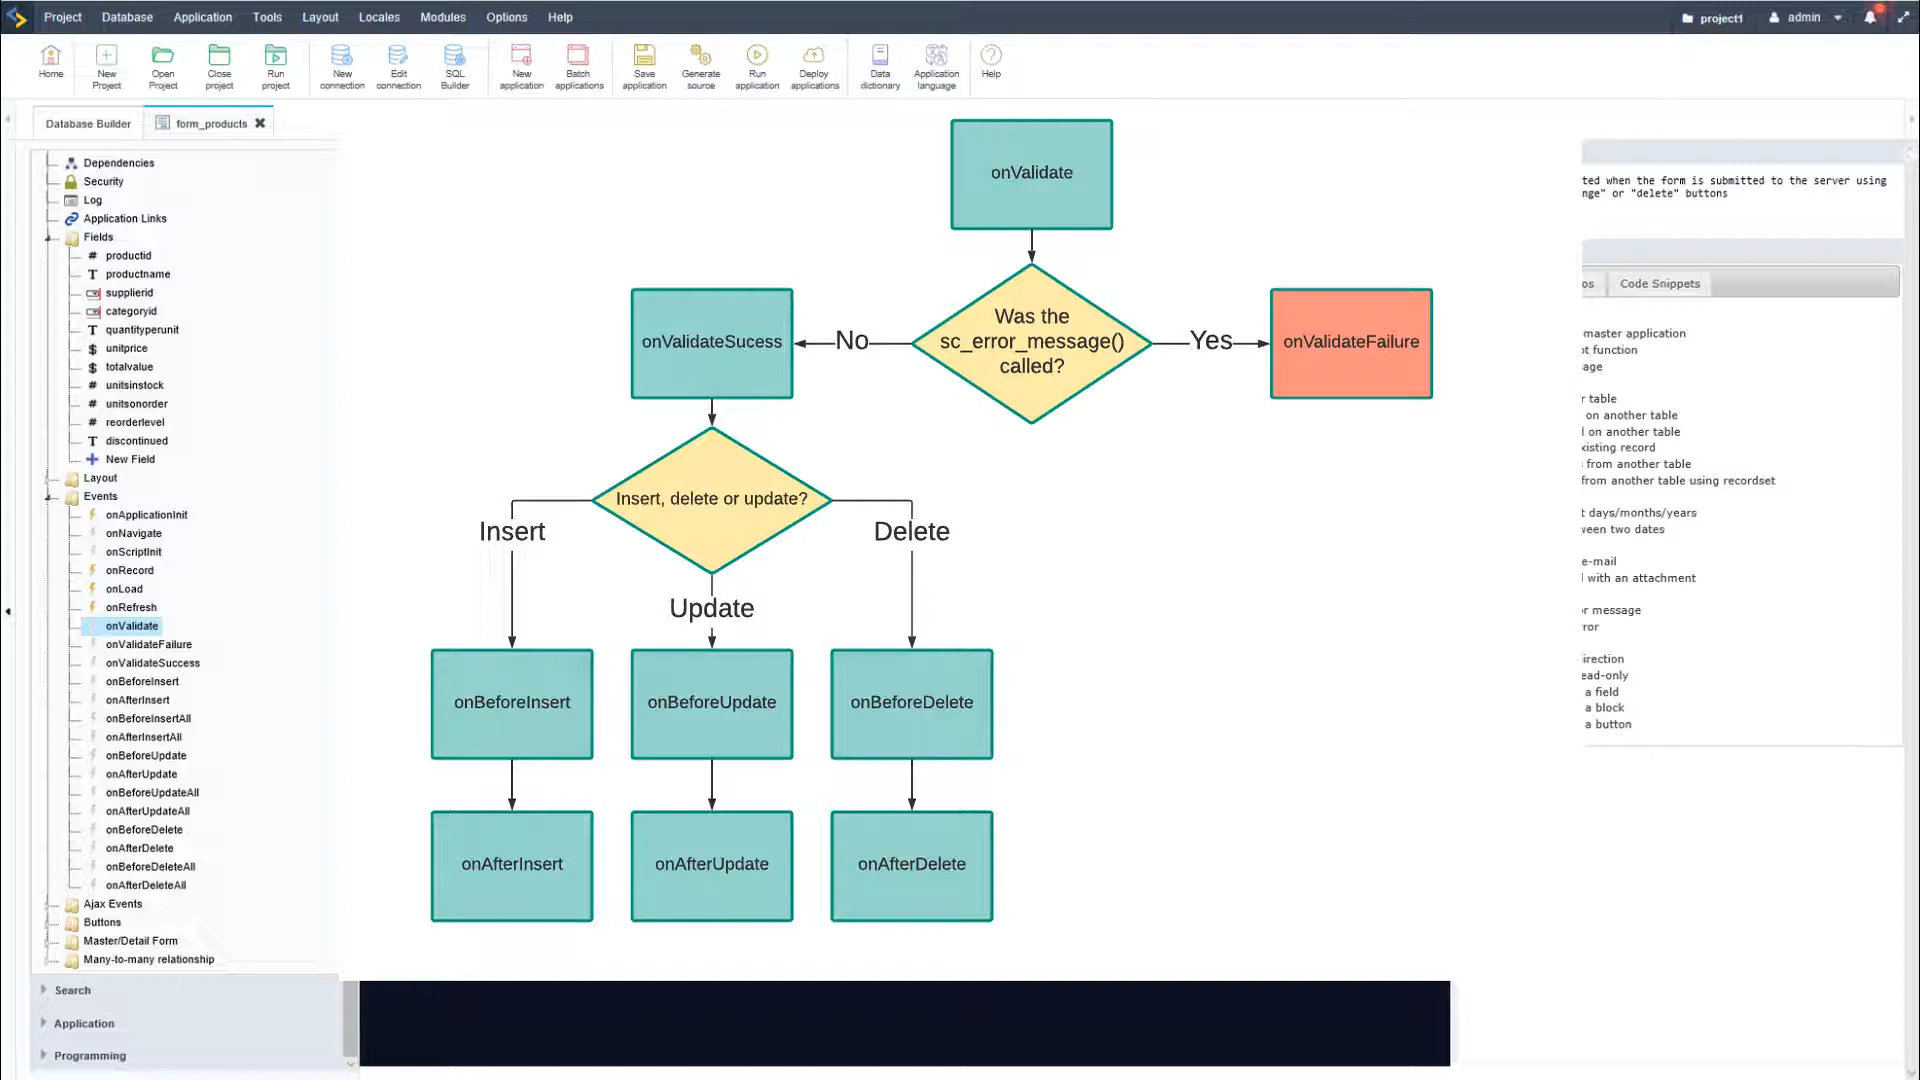 Project Database Application Tools Layout Locales Modules Options Help
project1 admin
Home
New Project
Open Project
Close project
Run project
New connection
Edit connection
SQL Builder
New application
Batch applications
Save application
Generate source
Run application
Deploy applications
Data dictionary
Application language
Help
Database Builder
form_products
Dependencies
Security
Log
Application Links
Fields
productid
productname
supplierid
categoryid
quantityperunit
unitprice
totalvalue
unitsinstock
unitsonorder
reorderlevel
discontinued
New Field
Layout
Events
onApplicationInit
onNavigate
onScriptInit
onRecord
onLoad
onRefresh
onValidate
onValidateFailure
onValidateSuccess
onBeforeInsert
onAfterInsert
onBeforeInsertAll
onAfterInsertAll
onBeforeUpdate
onAfterUpdate
onBeforeUpdateAll
onAfterUpdateAll
onBeforeDelete
onAfterDelete
onBeforeDeleteAll
onAfterDeleteAll
Ajax Events
Buttons
Master/Detail Form
Many-to-many relationship
Search
Application
Programming
onValidate
Was the
sc_error_message()
called?
No
Yes
onValidateSucess
onValidateFailure
Insert, delete or update?
Insert
Delete
Update
onBeforeInsert
onBeforeUpdate
onBeforeDelete
onAfterInsert
onAfterUpdate
onAfterDelete
ted when the form is submitted to the server using
nge" or "delete" buttons
os
Code Snippets
master application
ot function
age
r table
on another table
d on another table
xisting record
s from another table
from another table using recordset
t days/months/years
ween two dates
e-mail
l with an attachment
or message
ror
irection
ead-only
a field
a block
a button